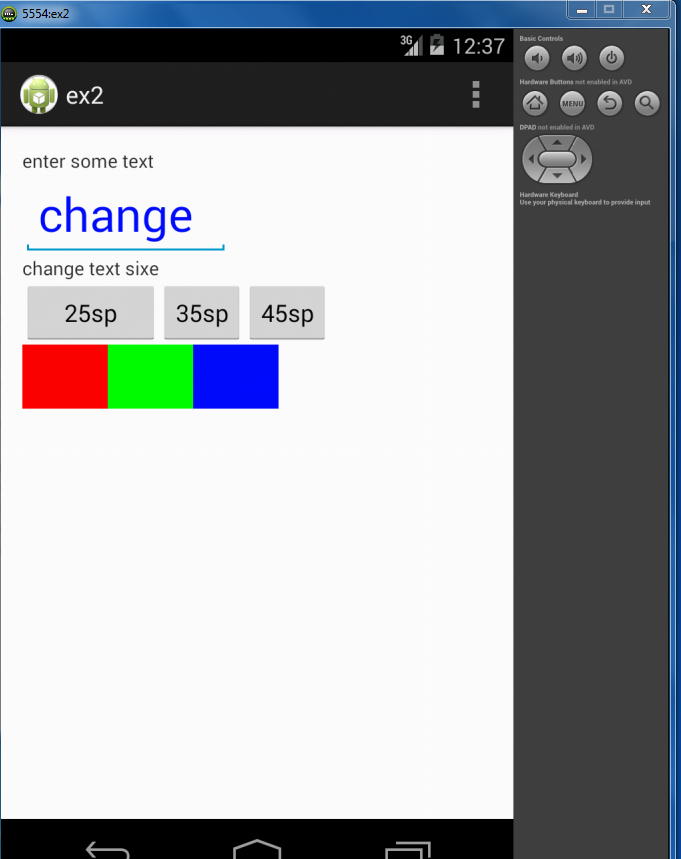 5554:ex2
3G 12:37
ex2
enter some text
change
change text sixe
25sp 35sp 45sp
Basic Controls
Hardware Buttons not enabled in AVD
MENU
DPAD not enabled in AVD
Hardware Keyboard
Use your physical keyboard to provide input